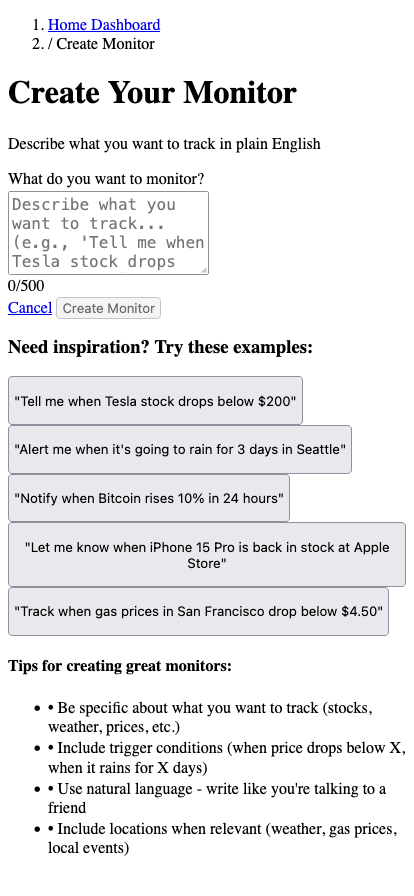 1. Home Dashboard
2. / Create Monitor
Create Your Monitor
Describe what you want to track in plain English
What do you want to monitor?
Describe what you
want to track...
(e.g., 'Tell me when
Tesla stock drops
0/500
Cancel Create Monitor
Need inspiration? Try these examples:
"Tell me when Tesla stock drops below $200"
"Alert me when it's going to rain for 3 days in Seattle"
"Notify when Bitcoin rises 10% in 24 hours"
"Let me know when iPhone 15 Pro is back in stock at Apple
Store"
"Track when gas prices in San Francisco drop below $4.50"
Tips for creating great monitors:
• • Be specific about what you want to track (stocks,
weather, prices, etc.)
• • Include trigger conditions (when price drops below X,
when it rains for X days)
• • Use natural language - write like you're talking to a
friend
• • Include locations when relevant (weather, gas prices,
local events)